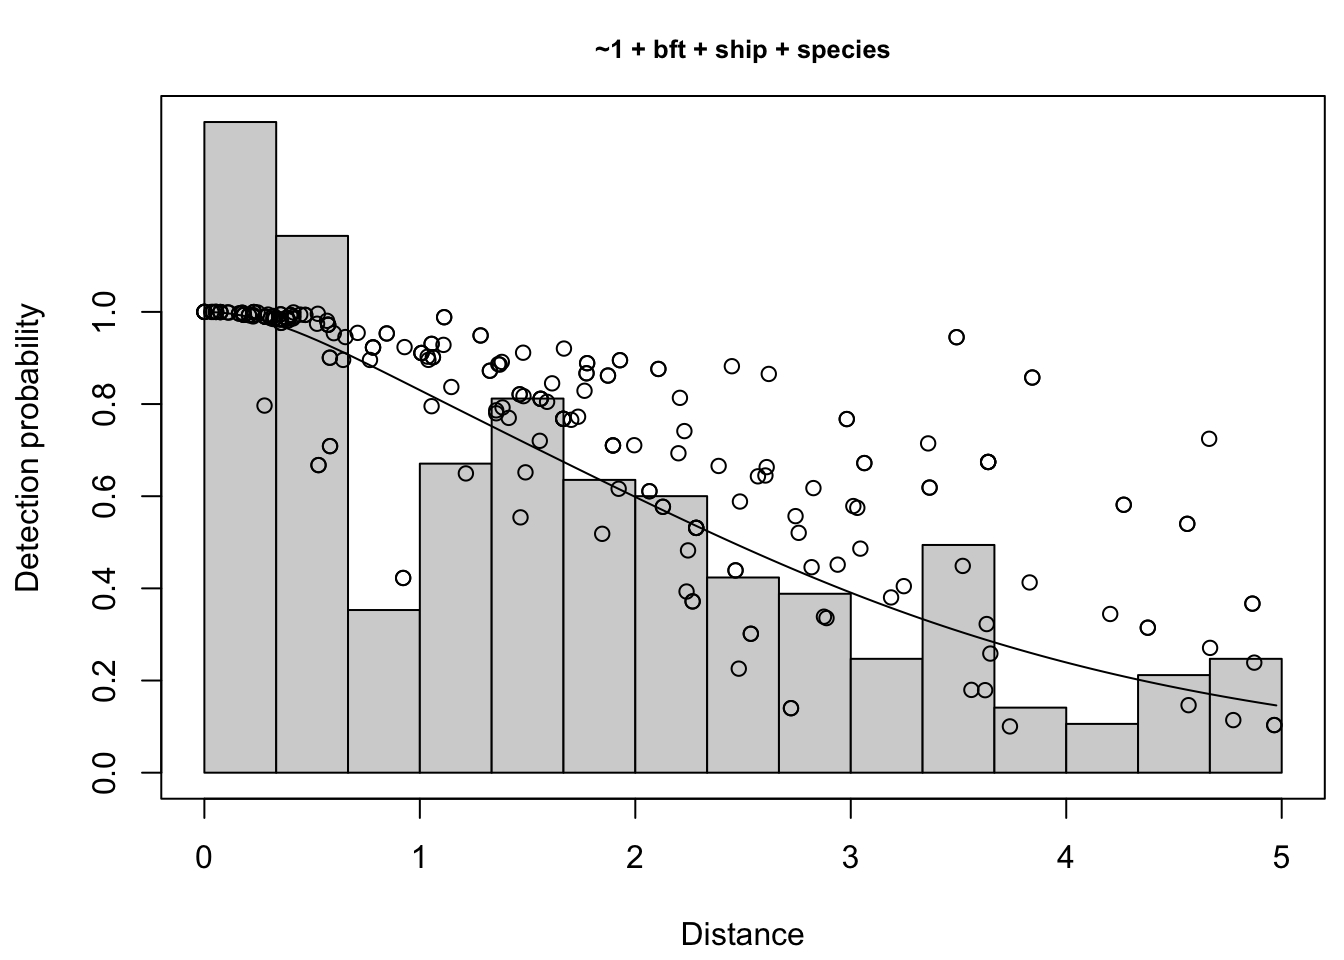 ~1 + bft + ship + species
Detection probability
1.0
0.8
0.6
0.4
0.2
0.0
0 1 2 3 4 5
Distance